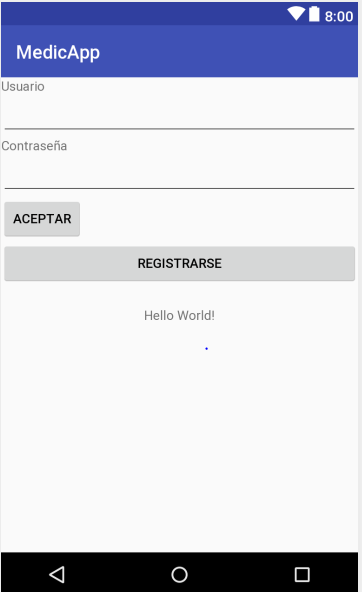 8:00
MedicApp
Usuario
Contraseña
ACEPTAR
REGISTRARSE
Hello World!